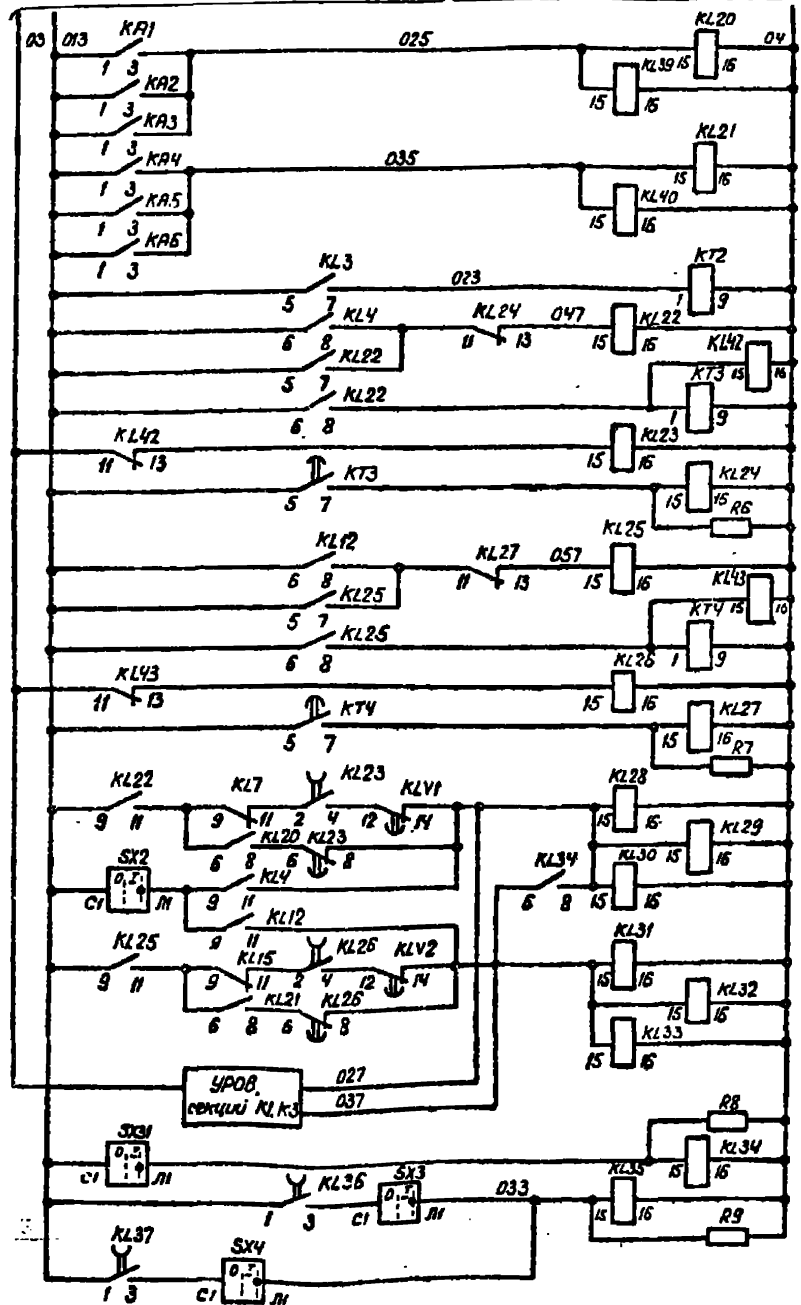 03 013 KA1 025 KL20 04
1 3 KL39 15 16
KA2 15 16
1 3 KA3
1 3 KA4 035 KL21
1 3 KA5 15 16 KL40
1 3 KA6 15 16
1 3
KL3 023 KT2
5 7 KL4 KL24 047 1 9 KL22
6 8 KL22 11 13 15 16 KL42
5 7 KL22 KT3 15 16
6 8 1 9
KL42 KL23
11 13 KT3 15 16 KL24
5 7 15 15 R6
KL12 KL27 057 KL25
6 8 KL25 11 13 15 16 KL43
5 7 KL25 KT4 15 16
6 8 1 9
KL43 KL26
11 13 KT4 15 16 KL27
5 7 15 16 R7
KL22 KL7 KL23 KLV1 KL28
9 11 9 11 2 4 12 14 15 16
KL20 KL23 KL29
SX2 6 8 6 8 KL34 KL30 15 16
0 I
С1 Л1 KL4 6 8 15 16
9 11 KL12
9 11
KL25 KL15 KL26 KLV2 KL31
9 11 9 11 2 4 12 14 15 16
KL21 KL26 KL32
6 8 6 8 15 16
KL33
15 16
УРОВ 027
секций К1, К3 037
SX31 R8
0 I
С1 Л1 KL34
15 16
KL36 SX3 033 KL35
0 I
1 3 С1 Л1 15 16
KL37 SX4 R9
0 I
1 3 С1 Л1